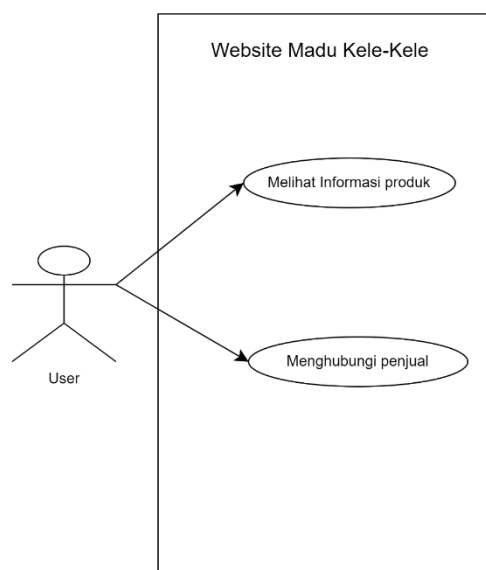 Website Madu Kele-Kele
Melihat Informasi produk
Menghubungi penjual
User